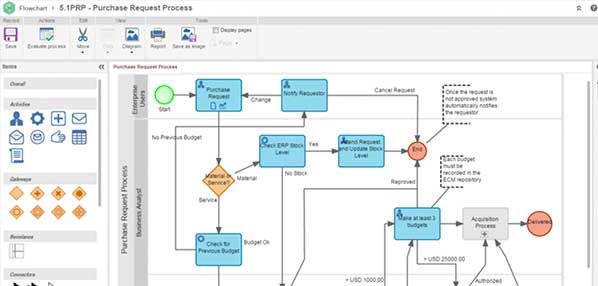 Flowchart 5.1PRP - Purchase Request Process
Record Actions Edit View Tools
Save Evaluate process Move Data Diagram Report Save as image Display pages
Page
Items
Purchase Request Process
Overall
Activities
Gateways
Swimlanes
Connectors
Purchase Request Process
Enterprise
Users
Business Analyst
Start
Purchase
Request
Notify Requestor
Cancel Request
Change
Once the request
is not approved system
automatically notifies
the requestor.
No Previous Budget
Material or
Service?
Material
Check ERP Stock
Level
Yes
Attend Request
and Update Stock
Level
End
No Stock
Service
Each budget
must be
recorded in the
ECM repository
Reproved
Make at least 3
budgets
Acquisition
Process
Delivered
Check for
Previous Budget
Budget Ok
> USD 1000.00
> USD 25000.00
Authorized